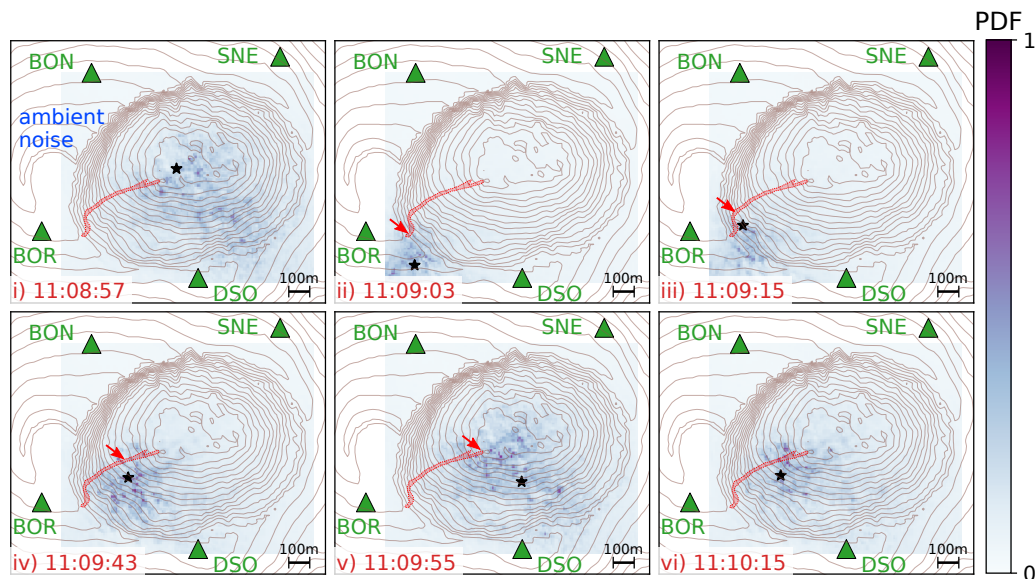 PDF
1
0
BON
SNE
ambient
noise
BOR
DSO
100m
i) 11:08:57
BON
SNE
BOR
DSO
100m
ii) 11:09:03
BON
SNE
BOR
DSO
100m
iii) 11:09:15
BON
SNE
BOR
DSO
100m
iv) 11:09:43
BON
SNE
BOR
DSO
100m
v) 11:09:55
BON
SNE
BOR
DSO
100m
vi) 11:10:15